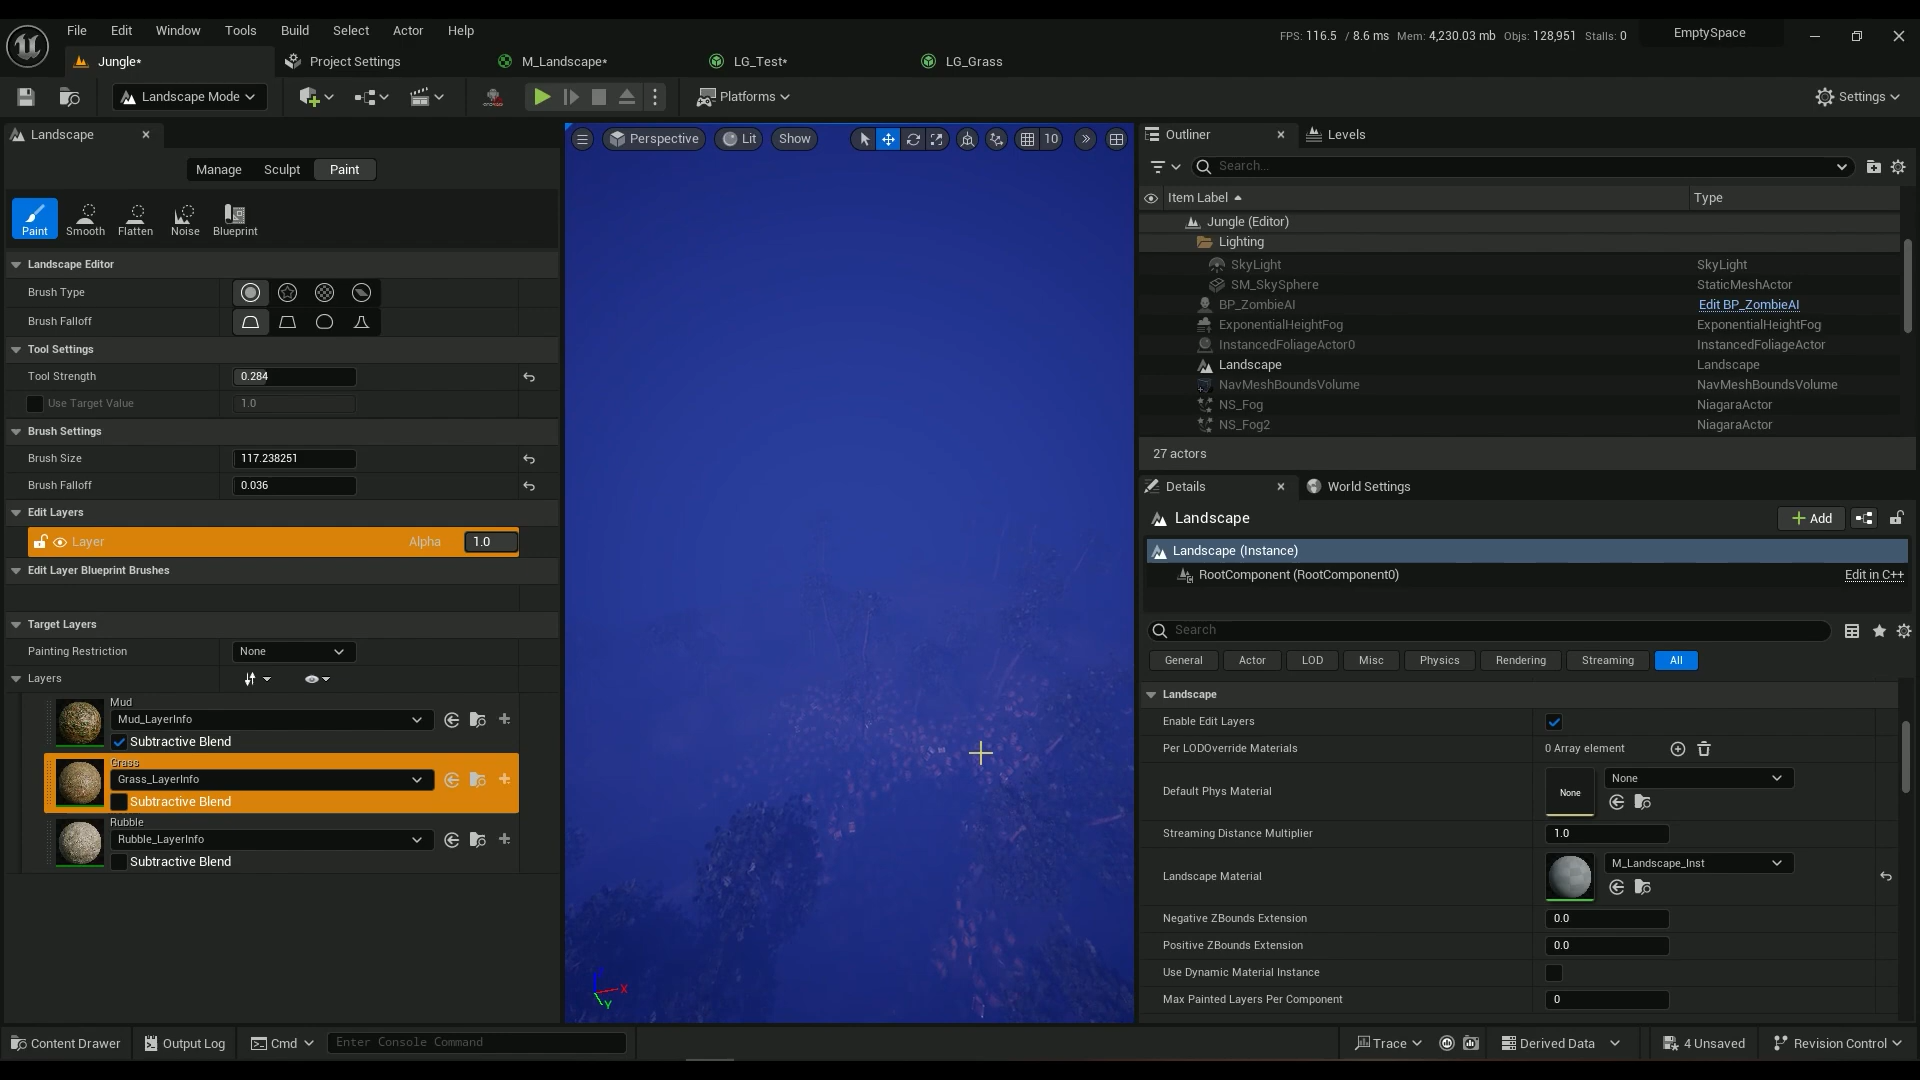 File Edit Window Tools Build Select Actor Help
FPS: 116.5 / 8.6 ms Mem: 4,230.03 mb Objs: 128,951 Stalls: 0
EmptySpace
Jungle*
Project Settings
M_Landscape*
LG_Test*
LG_Grass
Landscape Mode
Platforms
Settings
Landscape
Manage
Sculpt
Paint
Paint
Smooth
Flatten
Noise
Blueprint
Landscape Editor
Brush Type
Brush Falloff
Tool Settings
Tool Strength 0.284
Use Target Value 1.0
Brush Settings
Brush Size 117.238251
Brush Falloff 0.036
Edit Layers
Layer Alpha 1.0
Edit Layer Blueprint Brushes
Target Layers
Painting Restriction None
Layers
Mud
Mud_LayerInfo
Subtractive Blend
Grass
Grass_LayerInfo
Subtractive Blend
Rubble
Rubble_LayerInfo
Subtractive Blend
Perspective
Lit
Show
10
X
Y
Outliner
Levels
Search...
Item Label Type
Jungle (Editor)
Lighting
SkyLight SkyLight
SM_SkySphere StaticMeshActor
BP_ZombieAI Edit BP_ZombieAI
ExponentialHeightFog ExponentialHeightFog
InstancedFoliageActor0 InstancedFoliageActor
Landscape Landscape
NavMeshBoundsVolume NavMeshBoundsVolume
NS_Fog NiagaraActor
NS_Fog2 NiagaraActor
27 actors
Details
World Settings
Landscape
Add
Landscape (Instance)
RootComponent (RootComponent0) Edit in C++
Search
General Actor LOD Misc Physics Rendering Streaming All
Landscape
Enable Edit Layers
Per LODOverride Materials 0 Array element
Default Phys Material None None
Streaming Distance Multiplier 1.0
Landscape Material M_Landscape_Inst
Negative ZBounds Extension 0.0
Positive ZBounds Extension 0.0
Use Dynamic Material Instance
Max Painted Layers Per Component 0
Content Drawer
Output Log
Cmd
Enter Console Command
Trace
Derived Data
4 Unsaved
Revision Control